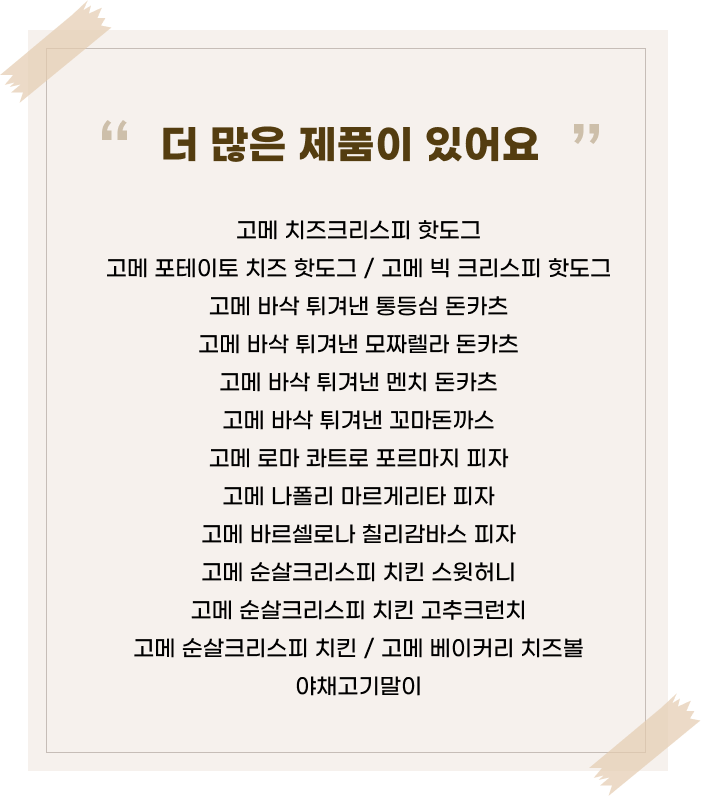 “ 더 많은 제품이 있어요 ”
고메 치즈크리스피 핫도그
고메 포테이토 치즈 핫도그 / 고메 빅 크리스피 핫도그
고메 바삭 튀겨낸 통등심 돈카츠
고메 바삭 튀겨낸 모짜렐라 돈카츠
고메 바삭 튀겨낸 멘치 돈카츠
고메 바삭 튀겨낸 꼬마돈까스
고메 로마 콰트로 포르마지 피자
고메 나폴리 마르게리타 피자
고메 바르셀로나 칠리감바스 피자
고메 순살크리스피 치킨 스윗허니
고메 순살크리스피 치킨 고추크런치
고메 순살크리스피 치킨 / 고메 베이커리 치즈볼
야채고기말이